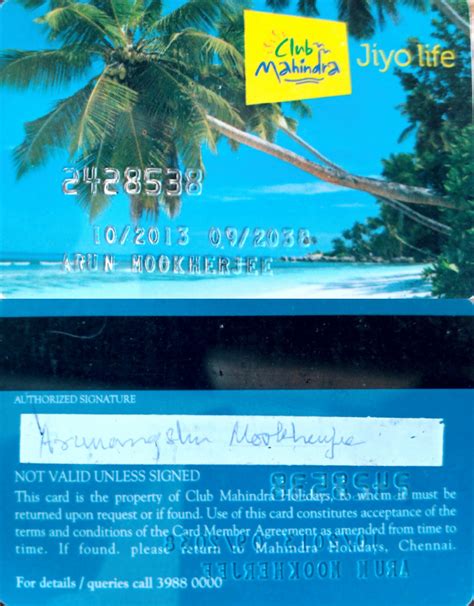 Club
Mahindra
Jiyo life
2428538
10/2013 09/2038
ARUN MOOKHERJEE
AUTHORIZED SIGNATURE
Arunangshu Mookherjee
NOT VALID UNLESS SIGNED
This card is the property of Club Mahindra Holidays, to whom it must be
returned upon request or if found. Use of this card constitutes acceptance of the
terms and conditions of the Card Member Agreement as amended from time to
time. If found, please return to Mahindra Holidays, Chennai.
For details / queries call 3988 0000